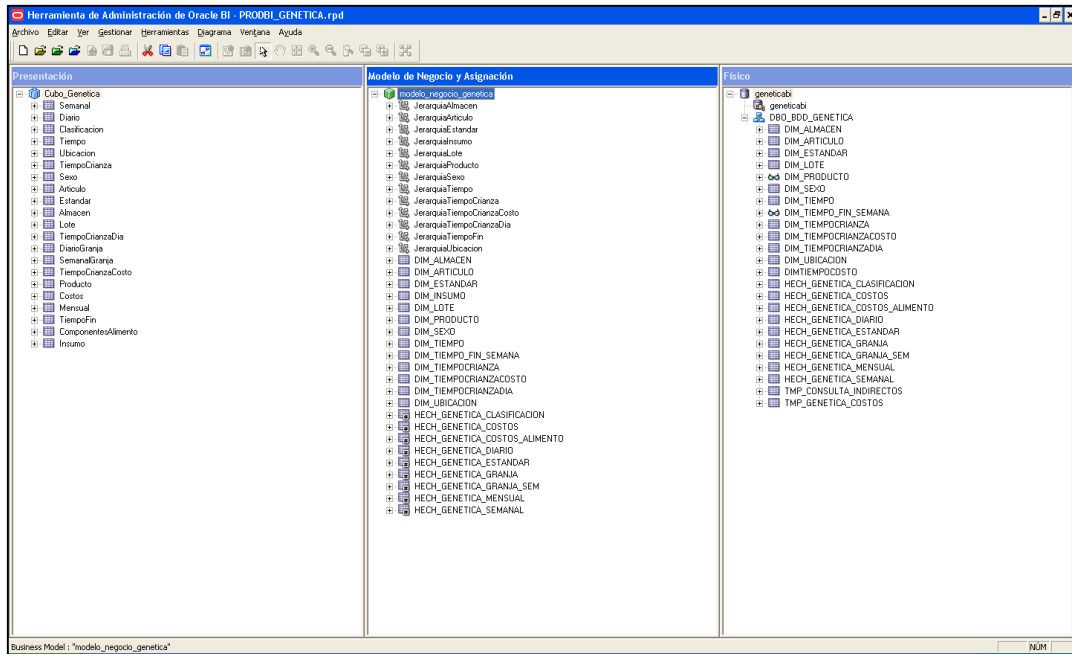 Herramienta de Administración de Oracle BI - PRODBI_GENETICA.rpd
Archivo Editar Ver Gestionar Herramientas Diagrama Ventana Ayuda
Presentación
Cubo_Genetica
Semanal
Diario
Clasificacion
Tiempo
Ubicacion
TiempoCrianza
Sexo
Articulo
Estandar
Almacen
Lote
TiempoCrianzaDia
DiarioGranja
SemanalGranja
TiempoCrianzaCosto
Producto
Costos
Mensual
TiempoFin
ComponentesAlimento
Insumo
Modelo de Negocio y Asignación
modelo_negocio_genetica
JerarquiaAlmacen
JerarquiaArticulo
JerarquiaEstandar
JerarquiaInsumo
JerarquiaLote
JerarquiaProducto
JerarquiaSexo
JerarquiaTiempo
JerarquiaTiempoCrianza
JerarquiaTiempoCrianzaCosto
JerarquiaTiempoCrianzaDia
JerarquiaTiempoFin
JerarquiaUbicacion
DIM_ALMACEN
DIM_ARTICULO
DIM_ESTANDAR
DIM_INSUMO
DIM_LOTE
DIM_PRODUCTO
DIM_SEXO
DIM_TIEMPO
DIM_TIEMPO_FIN_SEMANA
DIM_TIEMPOCRIANZA
DIM_TIEMPOCRIANZACOSTO
DIM_TIEMPOCRIANZADIA
DIM_UBICACION
HECH_GENETICA_CLASIFICACION
HECH_GENETICA_COSTOS
HECH_GENETICA_COSTOS_ALIMENTO
HECH_GENETICA_DIARIO
HECH_GENETICA_ESTANDAR
HECH_GENETICA_GRANJA
HECH_GENETICA_GRANJA_SEM
HECH_GENETICA_MENSUAL
HECH_GENETICA_SEMANAL
Físico
geneticabi
geneticabi
DBO_BDD_GENETICA
DIM_ALMACEN
DIM_ARTICULO
DIM_ESTANDAR
DIM_LOTE
DIM_PRODUCTO
DIM_SEXO
DIM_TIEMPO
DIM_TIEMPO_FIN_SEMANA
DIM_TIEMPOCRIANZA
DIM_TIEMPOCRIANZACOSTO
DIM_TIEMPOCRIANZADIA
DIM_UBICACION
DIMTIEMPOCOSTO
HECH_GENETICA_CLASIFICACION
HECH_GENETICA_COSTOS
HECH_GENETICA_COSTOS_ALIMENTO
HECH_GENETICA_DIARIO
HECH_GENETICA_ESTANDAR
HECH_GENETICA_GRANJA
HECH_GENETICA_GRANJA_SEM
HECH_GENETICA_MENSUAL
HECH_GENETICA_SEMANAL
TMP_CONSULTA_INDIRECTOS
TMP_GENETICA_COSTOS
Business Model : "modelo_negocio_genetica"
NÚM